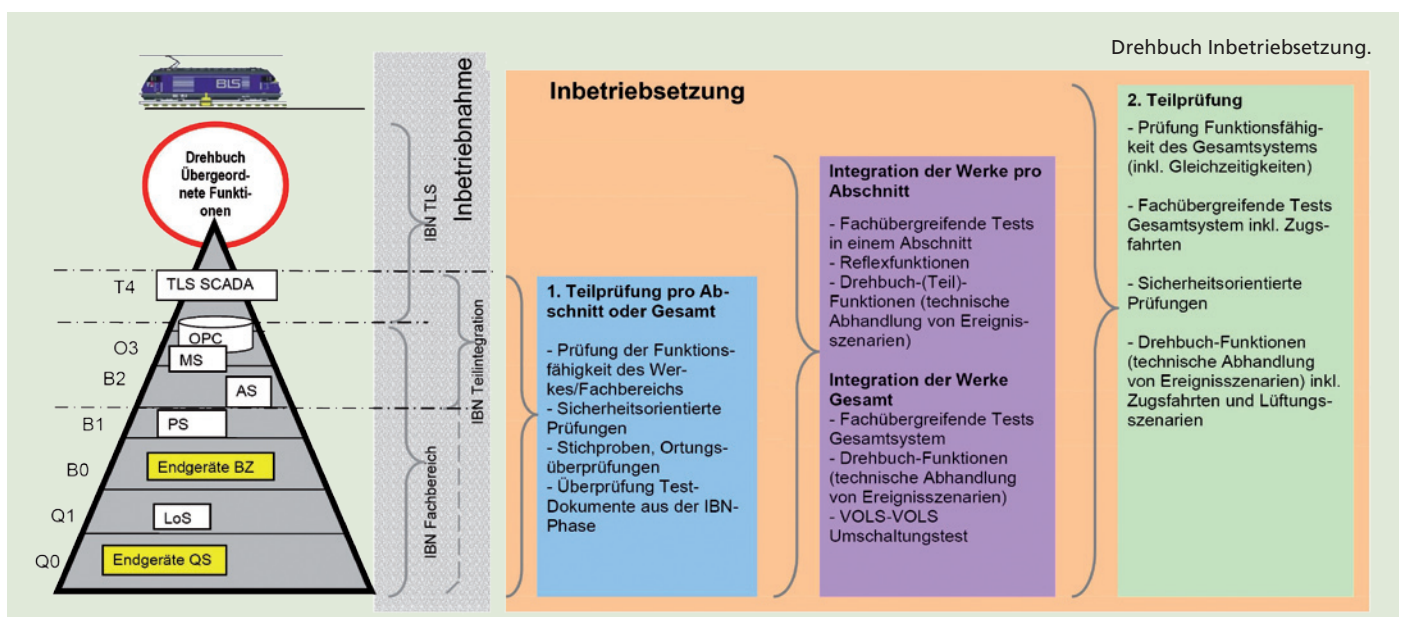 Drehbuch Inbetriebsetzung.
BLS
Drehbuch
Übergeord-
nete Funkti-
onen
T4
TLS SCADA
O3
OPC
MS
B2
AS
B1
PS
B0
Endgeräte BZ
Q1
LoS
Q0
Endgeräte QS
Inbetriebnahme
IBN TLS
IBN Teilintegration
IBN Fachbereich
Inbetriebsetzung
1. Teilprüfung pro Ab-
schnitt oder Gesamt
- Prüfung der Funktions-
fähigkeit des Wer-
kes/Fachbereichs
- Sicherheitsorientierte
Prüfungen
- Stichproben, Ortungs-
überprüfungen
- Überprüfung Test-
Dokumente aus der IBN-
Phase
Integration der Werke pro
Abschnitt
- Fachübergreifende Tests
in einem Abschnitt
- Reflexfunktionen
- Drehbuch-(Teil)-
Funktionen (technische
Abhandlung von Ereignis-
szenarien)
Integration der Werke
Gesamt
- Fachübergreifende Tests
Gesamtsystem
- Drehbuch-Funktionen
(technische Abhandlung
von Ereignisszenarien)
- VOLS-VOLS
Umschaltungstest
2. Teilprüfung
- Prüfung Funktionsfähig-
keit des Gesamtsystems
(inkl. Gleichzeitigkeiten)
- Fachübergreifende Tests
Gesamtsystem inkl. Zugs-
fahrten
- Sicherheitsorientierte
Prüfungen
- Drehbuch-Funktionen
(technische Abhandlung
von Ereignisszenarien) inkl.
Zugsfahrten und Lüftungs-
szenarien